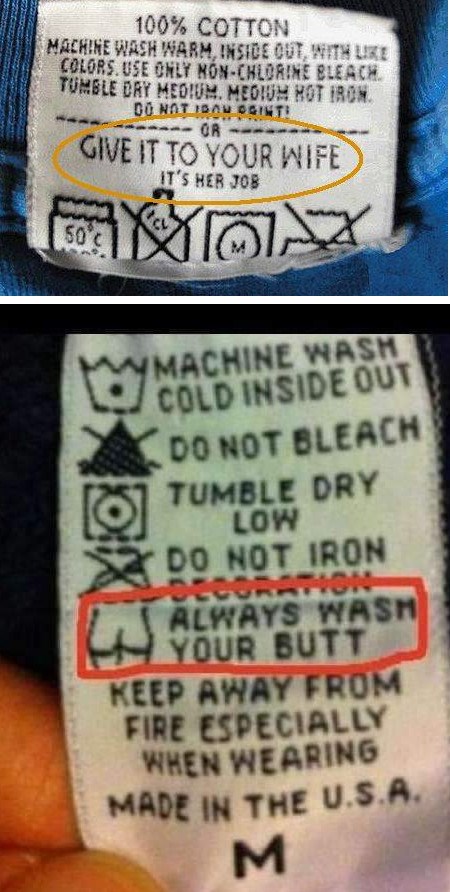 100% COTTON
MACHINE WASH WARM, INSIDE OUT, WITH LIKE
COLORS. USE ONLY NON-CHLORINE BLEACH.
TUMBLE DRY MEDIUM. MEDIUM HOT IRON.
DO NOT IRON PRINT!
OR
GIVE IT TO YOUR WIFE
IT'S HER JOB
60°C
CL
M
MACHINE WASH
COLD INSIDE OUT
DO NOT BLEACH
TUMBLE DRY
LOW
DO NOT IRON
DECORATION
ALWAYS WASH
YOUR BUTT
KEEP AWAY FROM
FIRE ESPECIALLY
WHEN WEARING
MADE IN THE U.S.A.
M